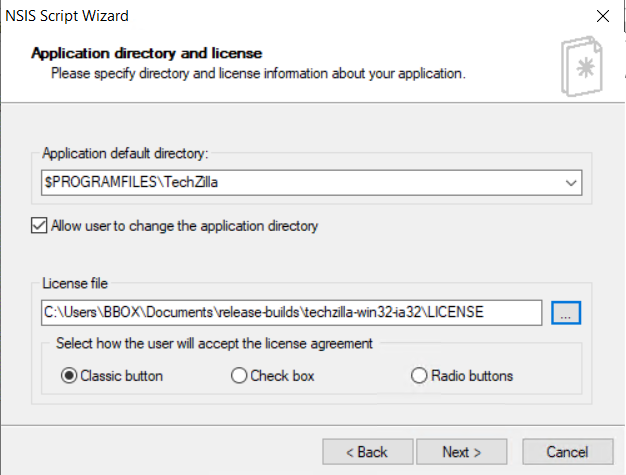 NSIS Script Wizard
Application directory and license
Please specify directory and license information about your application.
Application default directory:
$PROGRAMFILES\TechZilla
Allow user to change the application directory
License file
C:\Users\BBOX\Documents\release-builds\techzilla-win32-ia32\LICENSE
...
Select how the user will accept the license agreement
Classic button Check box Radio buttons
< Back Next > Cancel